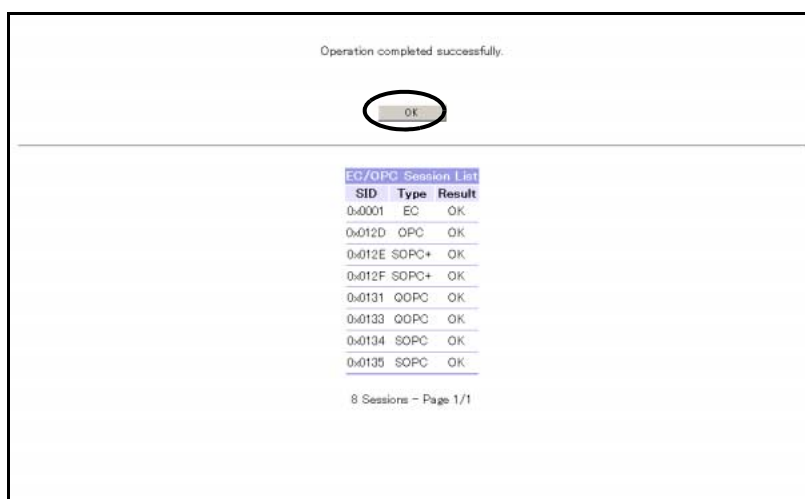 Operation completed successfully.
OK
EC/OPC Session List
SID Type Result
0x0001 EC OK
0x012D OPC OK
0x012E SOPC+ OK
0x012F SOPC+ OK
0x0131 QOPC OK
0x0133 QOPC OK
0x0134 SOPC OK
0x0135 SOPC OK
8 Sessions - Page 1/1